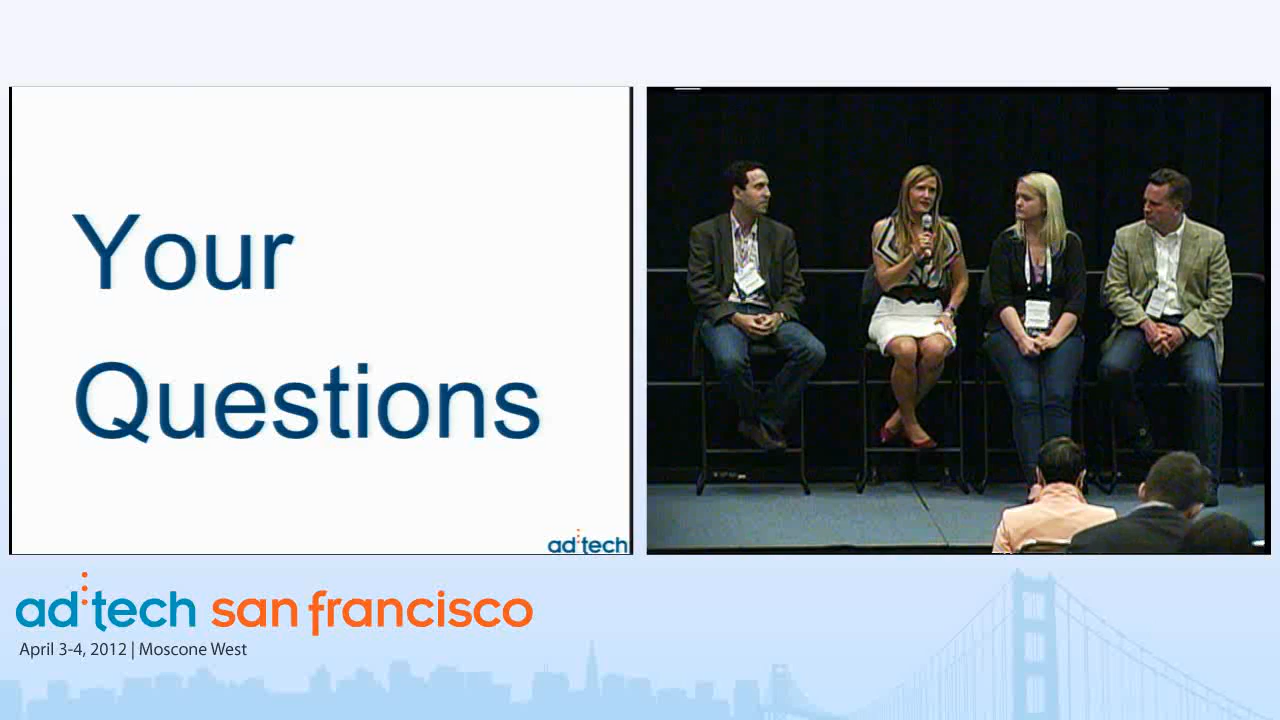 Your
Questions
ad:tech
ad:tech san francisco
April 3-4, 2012 | Moscone West